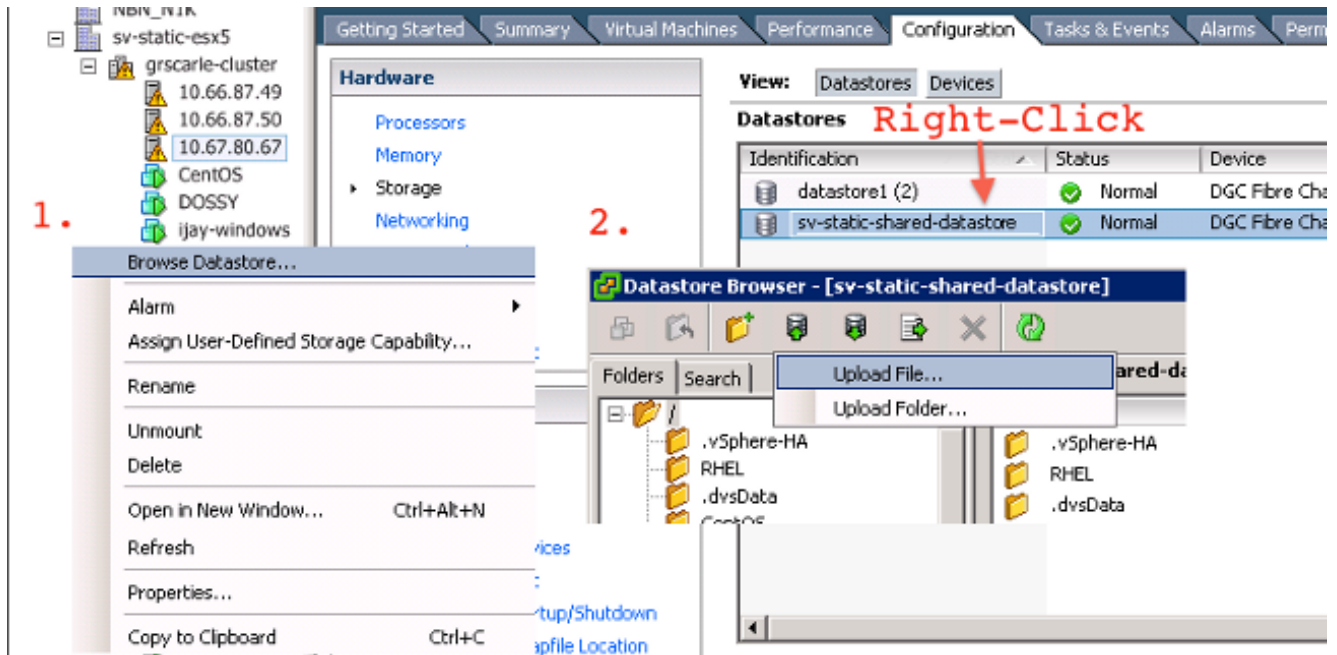 NBN_N1K
sv-static-esx5
grscarle-cluster
10.66.87.49
10.66.87.50
10.67.80.67
CentOS
DOSSY
ijay-windows
Getting Started Summary Virtual Machines Performance Configuration Tasks & Events Alarms Perm
Hardware
Processors
Memory
Storage
Networking
View: Datastores Devices
Datastores Right-Click
Identification Status Device
datastore1 (2) Normal DGC Fibre Cha
sv-static-shared-datastore Normal DGC Fibre Cha
1.
Browse Datastore...
Alarm
Assign User-Defined Storage Capability...
Rename
Unmount
Delete
Open in New Window... Ctrl+Alt+N
Refresh
Properties...
Copy to Clipboard Ctrl+C
2.
Datastore Browser - [sv-static-shared-datastore]
Folders Search
Upload File...
Upload Folder...
ared-da
/
.vSphere-HA
RHEL
.dvsData
CentOS
.vSphere-HA
RHEL
.dvsData
vices
rtup/Shutdown
apfile Location